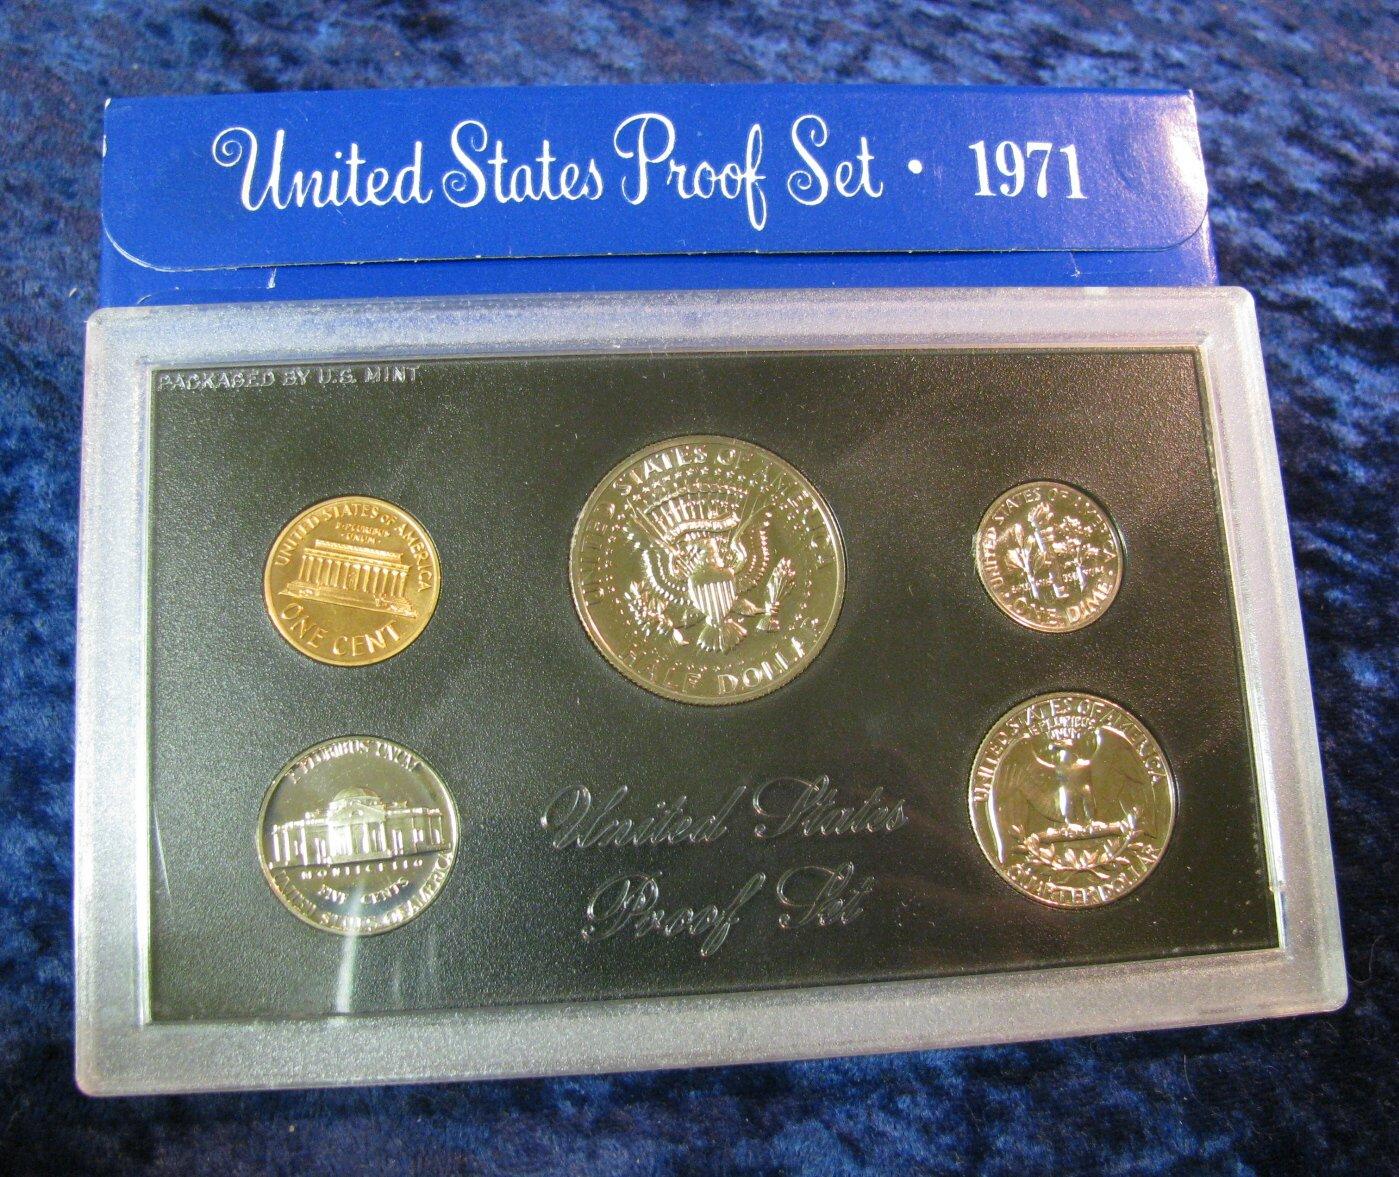 United States Proof Set · 1971
PACKAGED BY U.S. MINT
UNITED STATES OF AMERICA
E·PLURIBUS
·UNUM·
ONE CENT
UNITED STATES OF AMERICA
HALF DOLLAR
UNITED STATES OF AMERICA
ONE DIME
E PLURIBUS UNUM
MONTICELLO
FIVE CENTS
UNITED STATES OF AMERICA
UNITED STATES OF AMERICA
E PLURIBUS
UNUM
QUARTER DOLLAR
United States
Proof Set